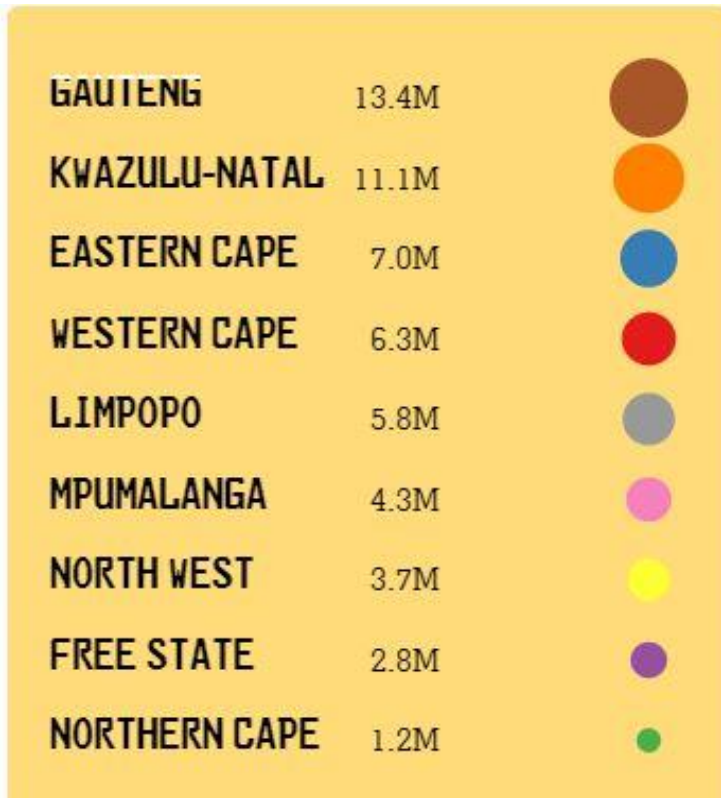 GAUTENG 13.4M
KWAZULU-NATAL 11.1M
EASTERN CAPE 7.0M
WESTERN CAPE 6.3M
LIMPOPO 5.8M
MPUMALANGA 4.3M
NORTH WEST 3.7M
FREE STATE 2.8M
NORTHERN CAPE 1.2M